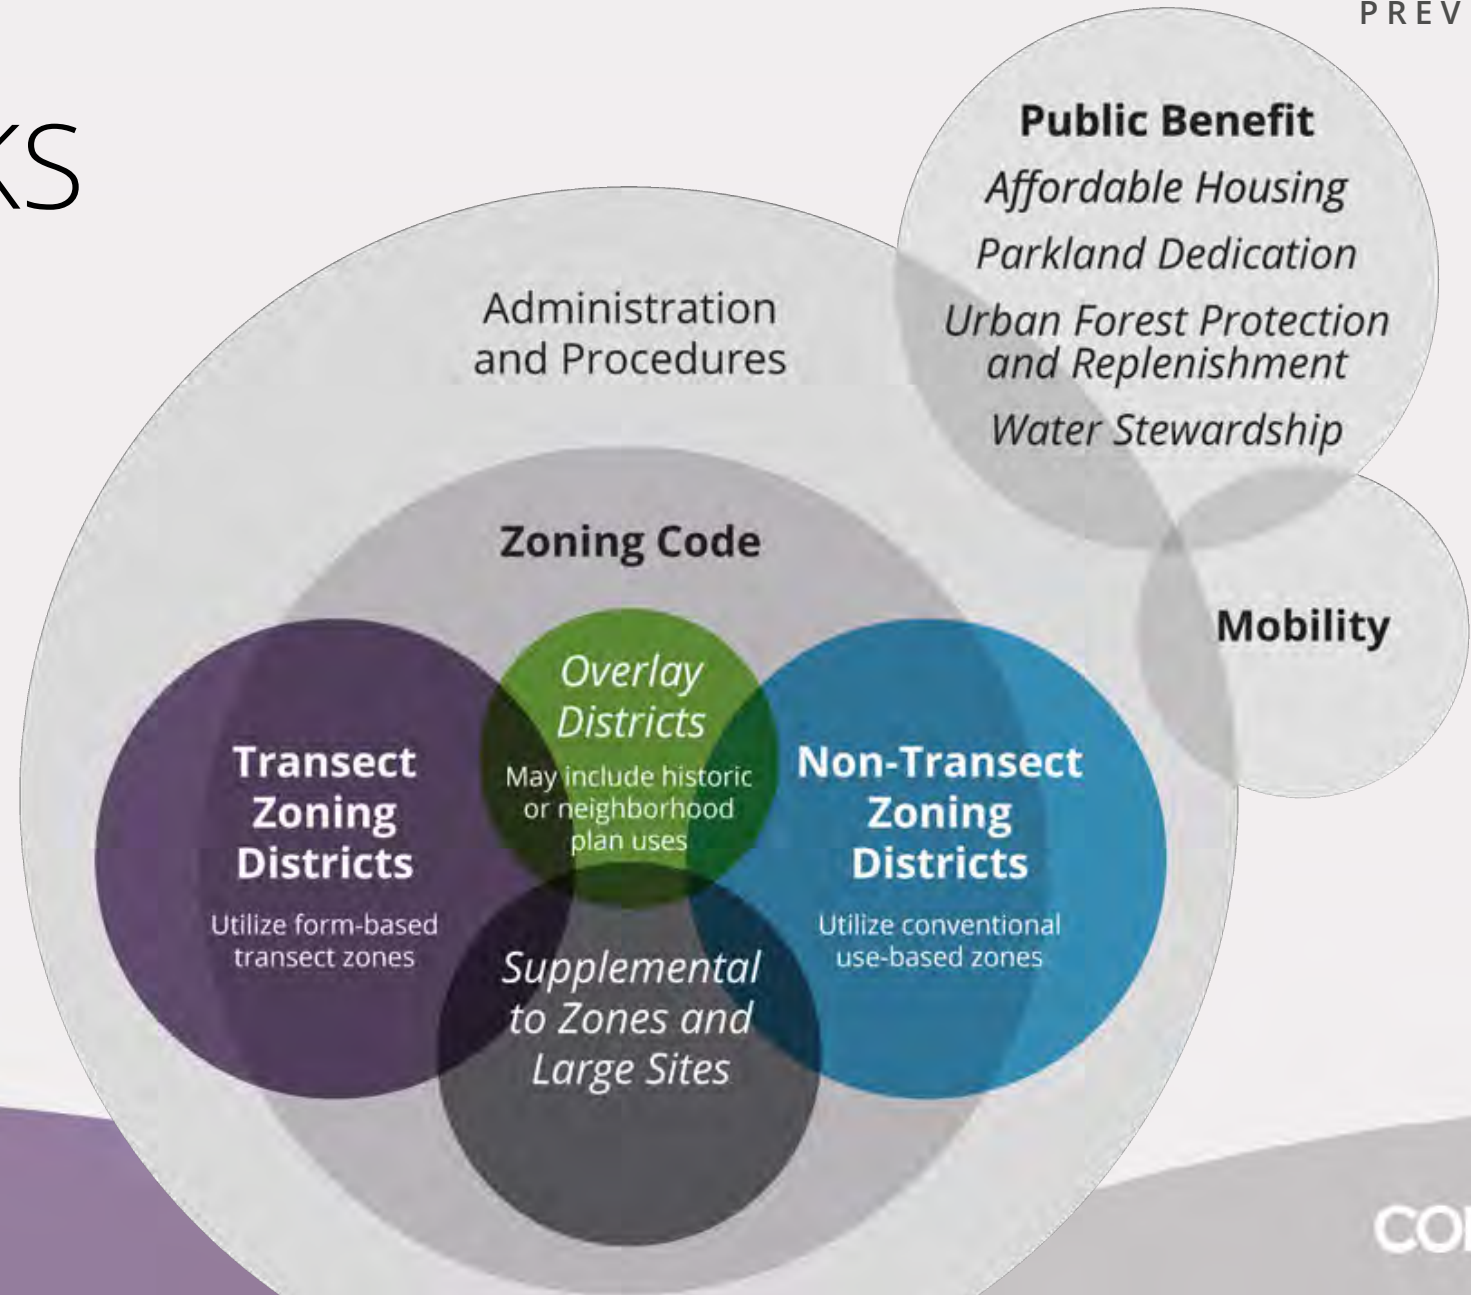 PREV
KS
Public Benefit
Affordable Housing
Parkland Dedication
Urban Forest Protection
and Replenishment
Water Stewardship
Administration
and Procedures
Zoning Code
Mobility
Overlay
Districts
May include historic
or neighborhood
plan uses
Transect
Zoning
Districts
Utilize form-based
transect zones
Non-Transect
Zoning
Districts
Utilize conventional
use-based zones
Supplemental
to Zones and
Large Sites